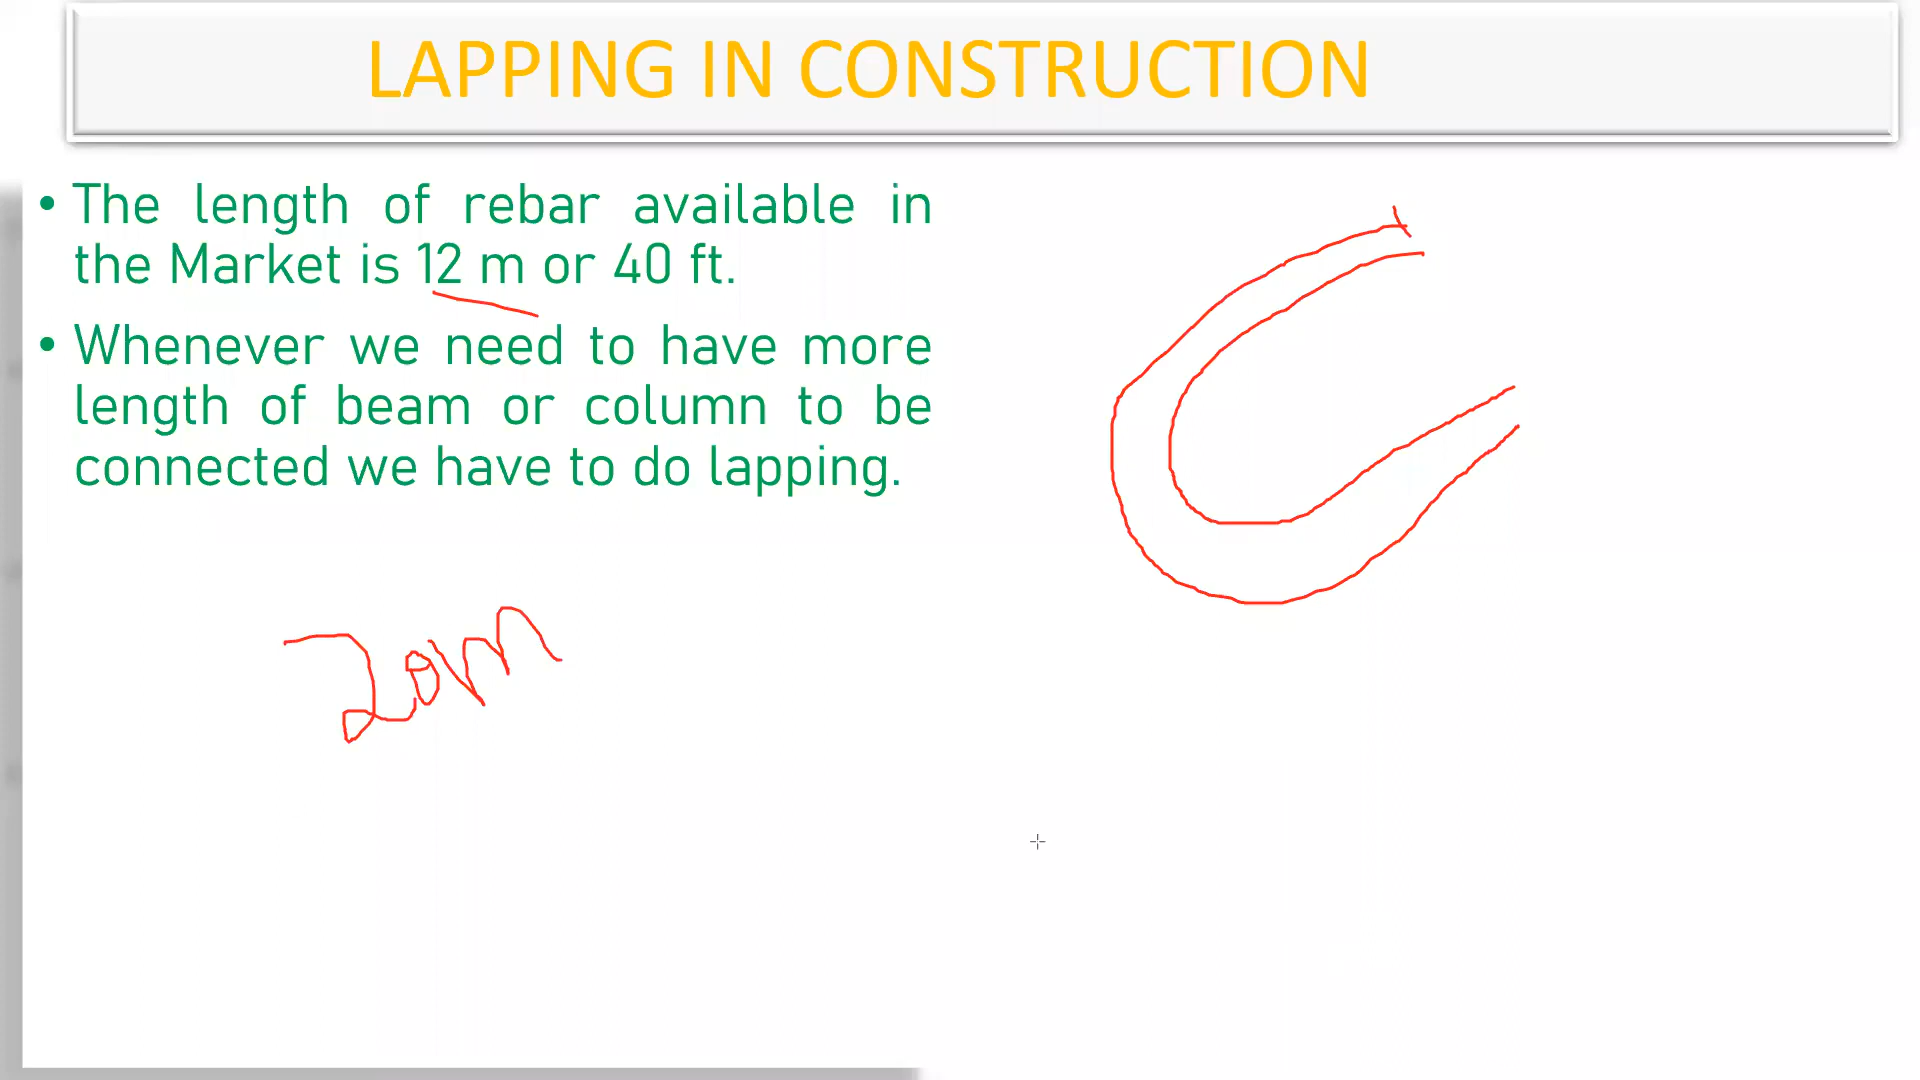 LAPPING IN CONSTRUCTION
• The length of rebar available in
the Market is 12 m or 40 ft.
• Whenever we need to have more
length of beam or column to be
connected we have to do lapping.
20m